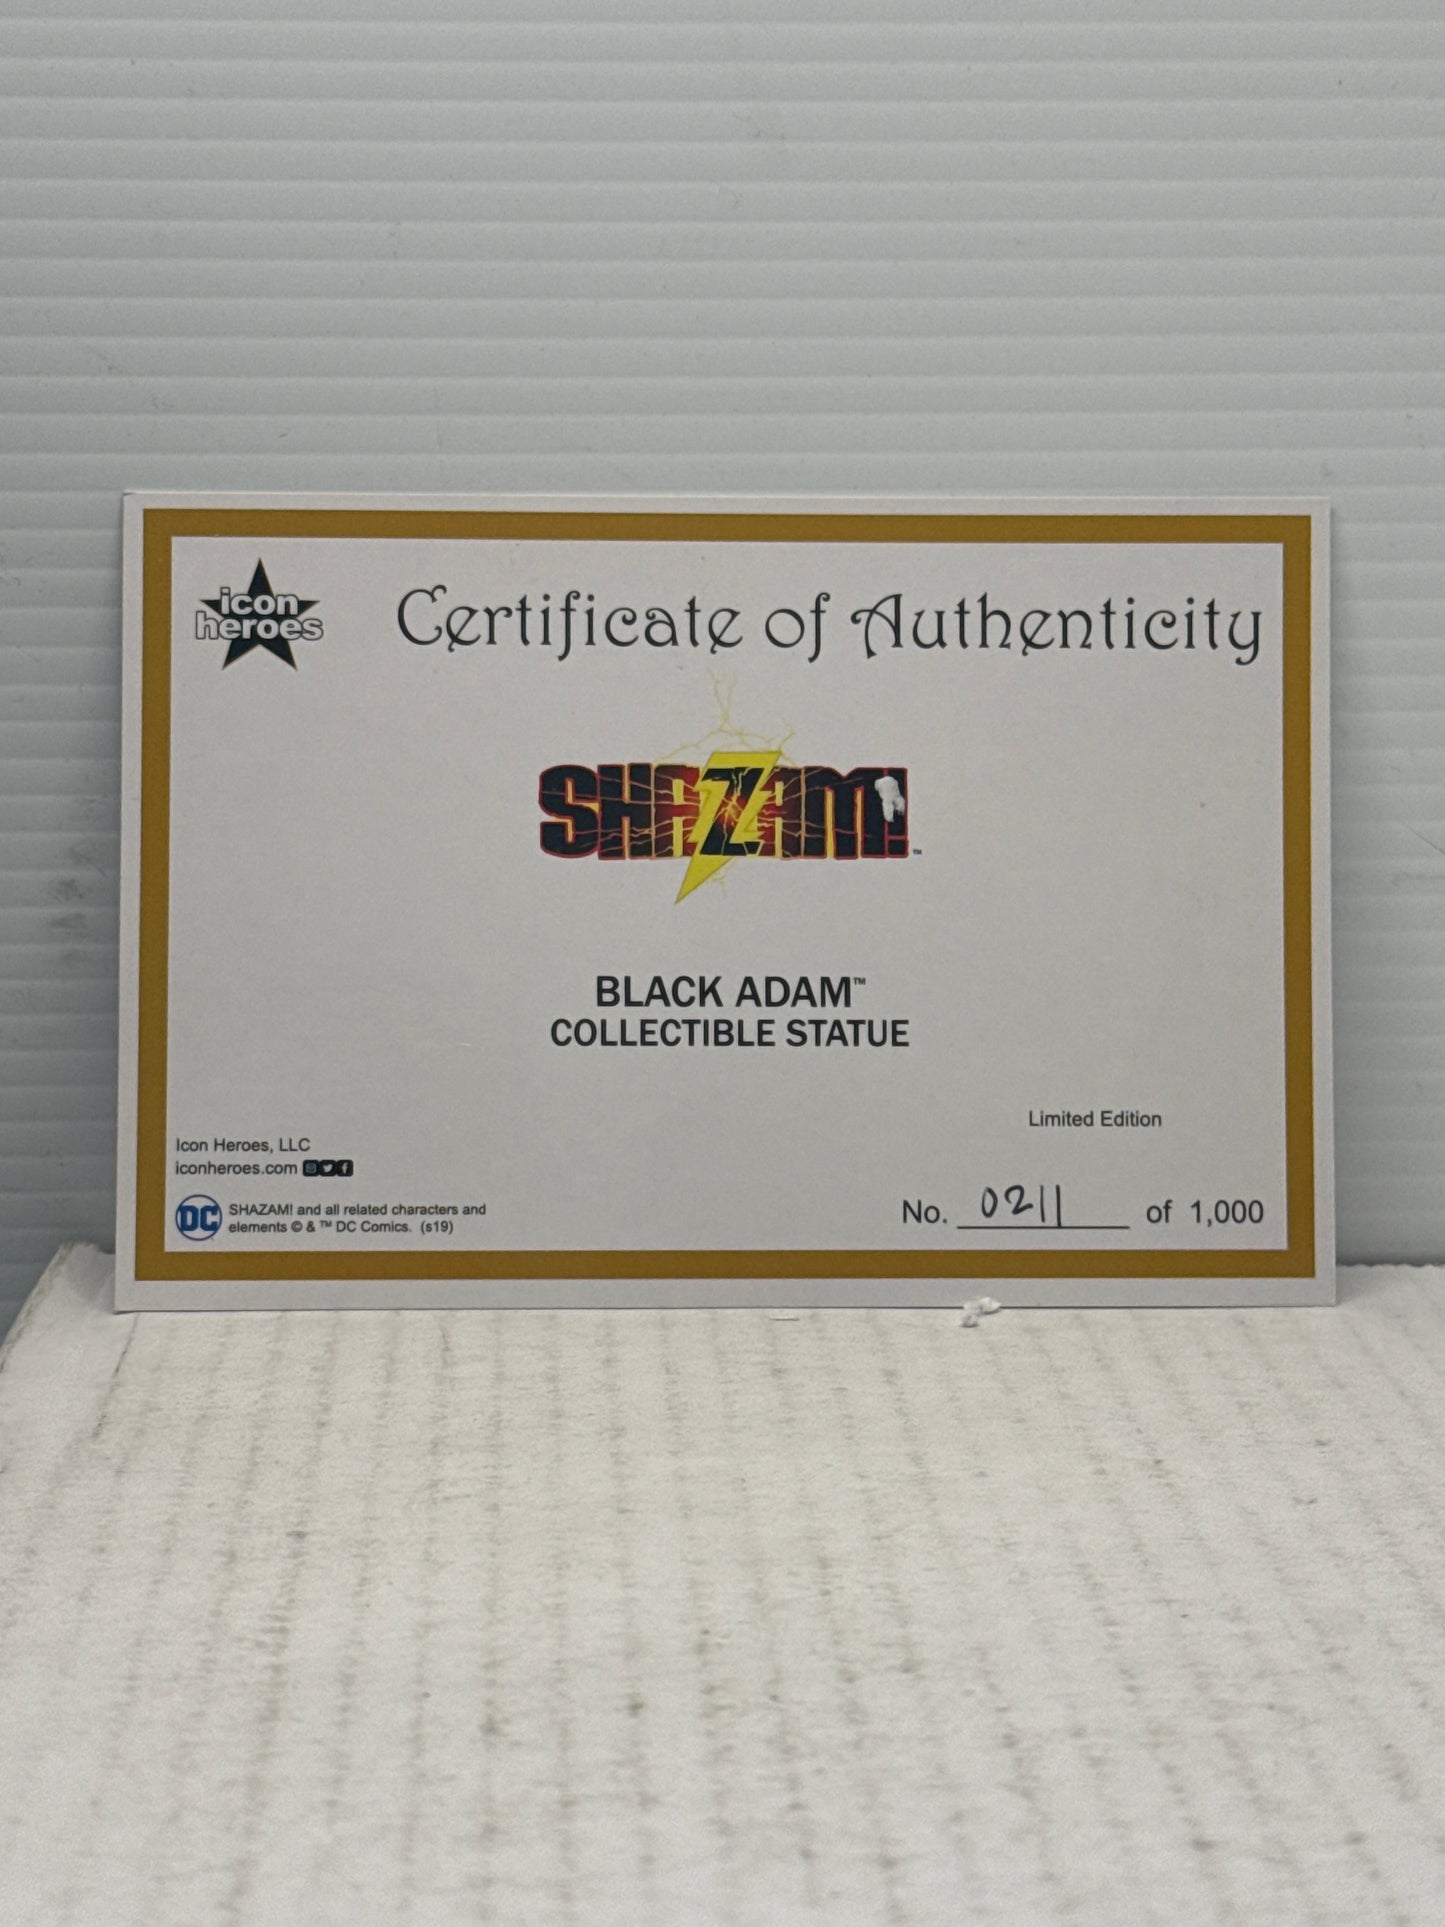 icon
heroes
Certificate of Authenticity
SHAZAM!™
BLACK ADAM™
COLLECTIBLE STATUE
Limited Edition
Icon Heroes, LLC
iconheroes.com
DC
SHAZAM! and all related characters and
elements © & ™ DC Comics. (s19)
No. 0211 of 1,000